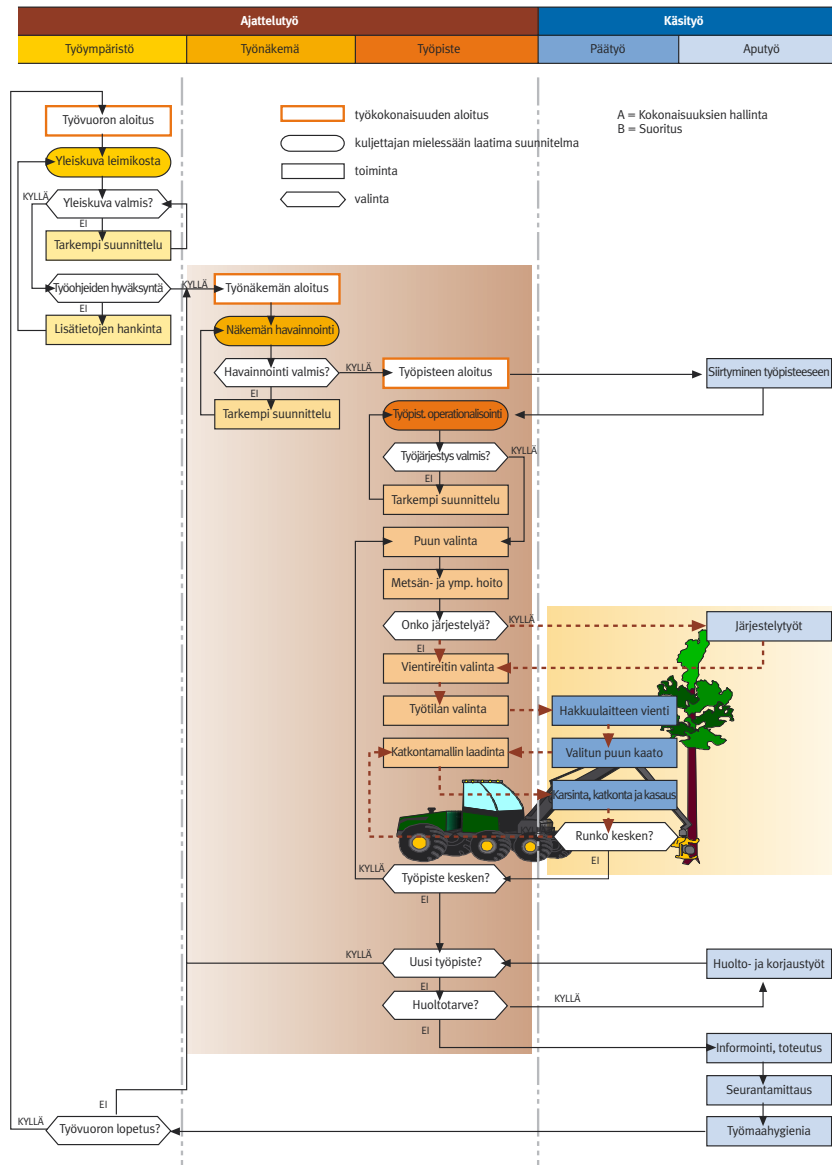 Ajattelutyö
Käsityö
Työympäristö
Työnäkemä
Työpiste
Päätyö
Aputyö
Työvuoron aloitus
työkokonaisuuden aloitus
A = Kokonaisuuksien hallinta
B = Suoritus
kuljettajan mielessään laatima suunnitelma
Yleiskuva leimikosta
toiminta
KYLLÄ
Yleiskuva valmis?
valinta
EI
Tarkempi suunnittelu
Työohjeiden hyväksyntä
KYLLÄ
Työnäkemän aloitus
EI
Lisätietojen hankinta
Näkemän havainnointi
Havainnointi valmis?
KYLLÄ
Työpisteen aloitus
Siirtyminen työpisteeseen
EI
Tarkempi suunnittelu
Työpist. operationalisointi
Työjärjestys valmis?
KYLLÄ
EI
Tarkempi suunnittelu
Puun valinta
Metsän- ja ymp. hoito
Onko järjestelyä?
KYLLÄ
Järjestelytyöt
EI
Vientireitin valinta
Työtilan valinta
Hakkuulaitteen vienti
Katkontamallin laadinta
Valitun puun kaato
Karsinta, katkonta ja kasaus
Runko kesken?
EI
KYLLÄ
Työpiste kesken?
EI
KYLLÄ
Uusi työpiste?
Huolto- ja korjaustyöt
EI
Huoltotarve?
KYLLÄ
EI
Informointi, toteutus
Seurantamittaus
EI
KYLLÄ
Työvuoron lopetus?
Työmaahygienia